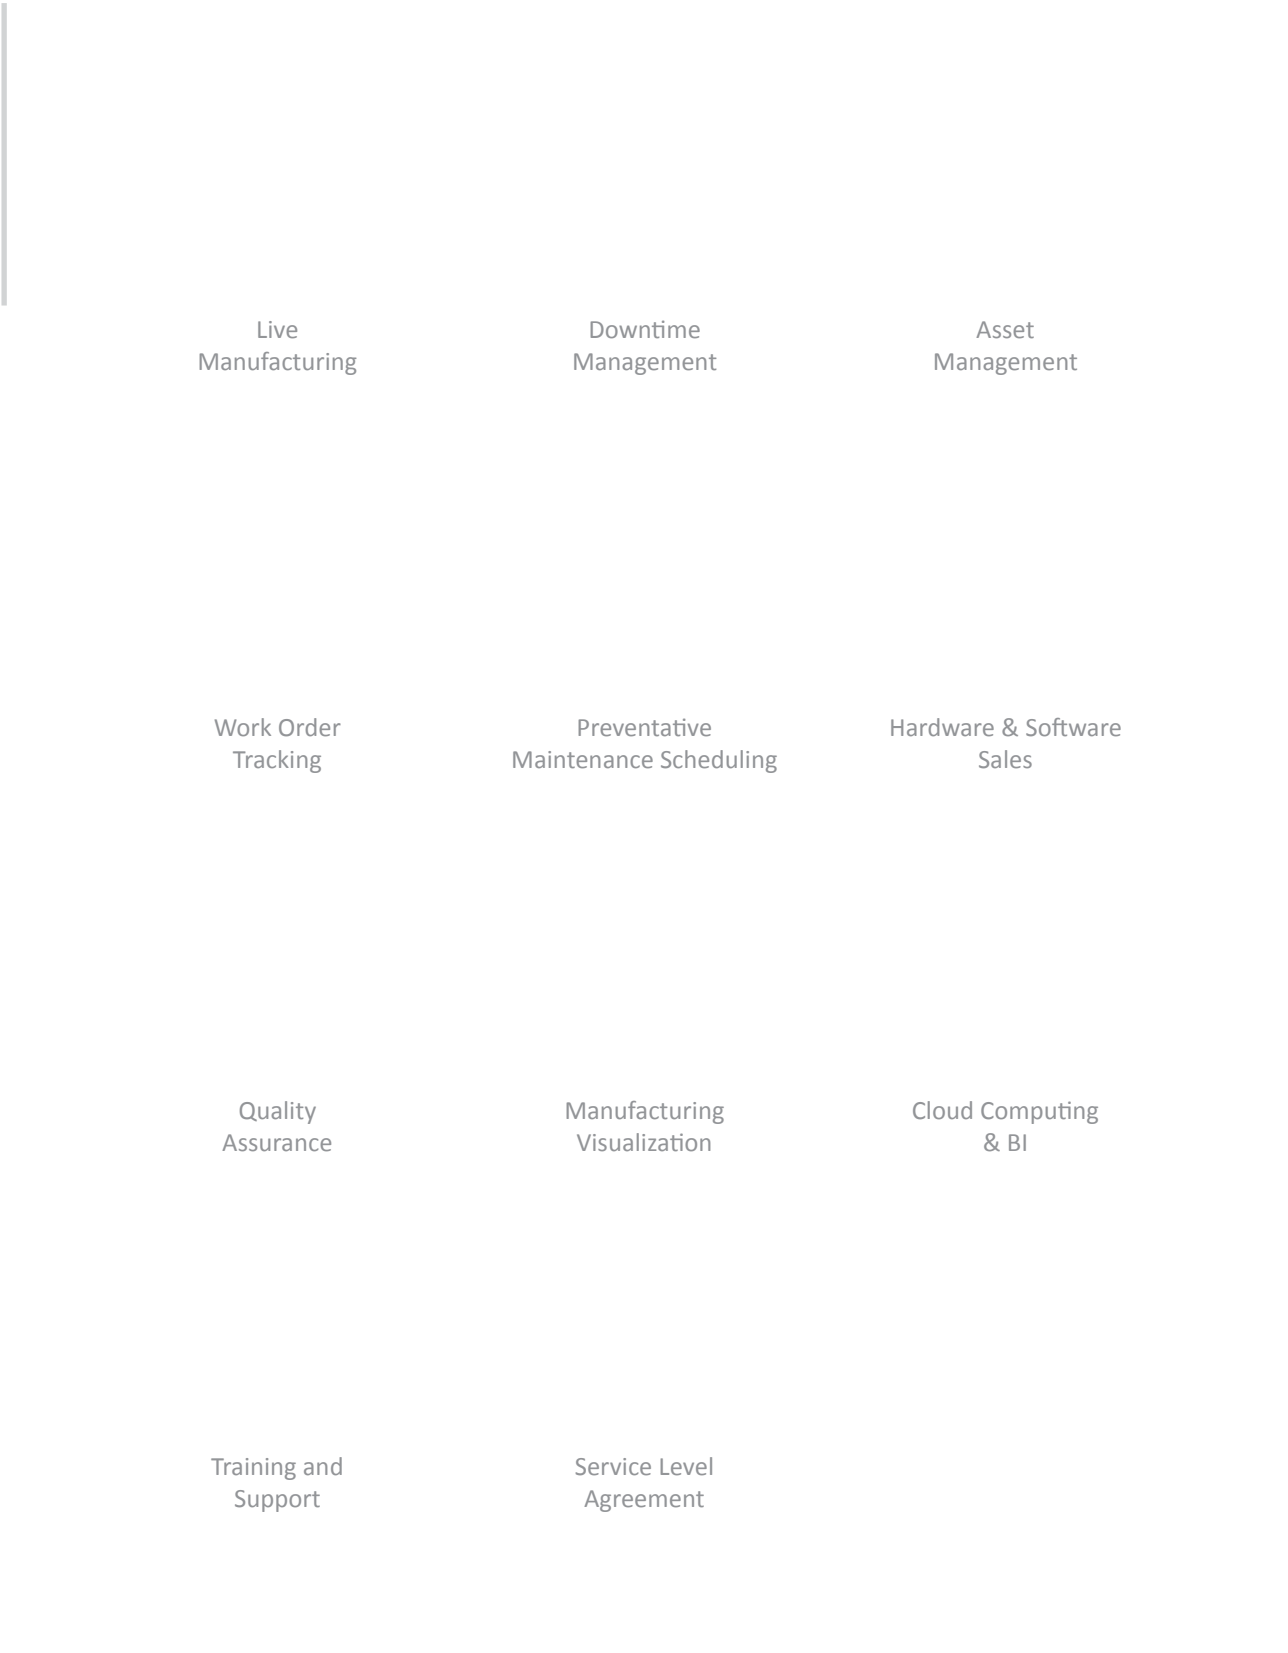 Live
Manufacturing
Downtime
Management
Asset
Management
Work Order
Tracking
Preventative
Maintenance Scheduling
Hardware & Software
Sales
Quality
Assurance
Manufacturing
Visualization
Cloud Computing
& BI
Training and
Support
Service Level
Agreement